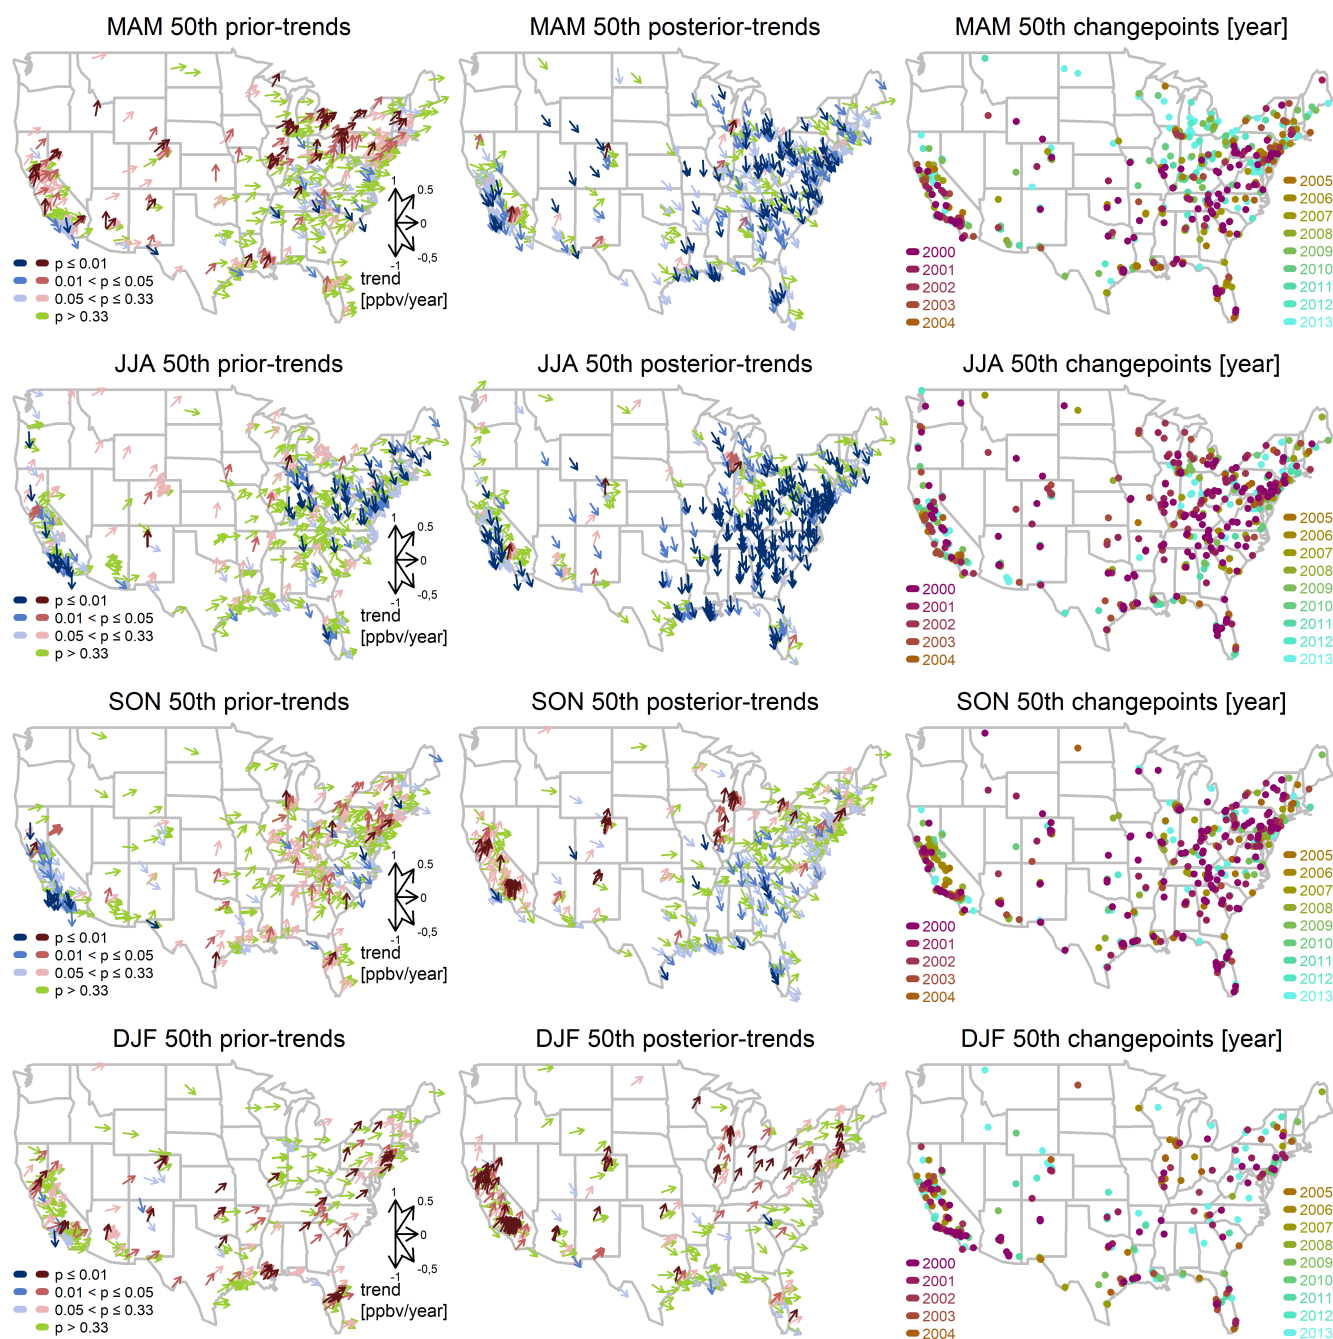 MAM 50th prior-trends
MAM 50th posterior-trends
MAM 50th changepoints [year]
1
0.5
0
-0,5
-1
trend
[ppbv/year]
p ≤ 0.01
0.01 < p ≤ 0.05
0.05 < p ≤ 0.33
p > 0.33
2000
2001
2002
2003
2004
2005
2006
2007
2008
2009
2010
2011
2012
2013
JJA 50th prior-trends
JJA 50th posterior-trends
JJA 50th changepoints [year]
1
0.5
0
-0,5
-1
trend
[ppbv/year]
p ≤ 0.01
0.01 < p ≤ 0.05
0.05 < p ≤ 0.33
p > 0.33
2000
2001
2002
2003
2004
2005
2006
2007
2008
2009
2010
2011
2012
2013
SON 50th prior-trends
SON 50th posterior-trends
SON 50th changepoints [year]
1
0.5
0
-0,5
-1
trend
[ppbv/year]
p ≤ 0.01
0.01 < p ≤ 0.05
0.05 < p ≤ 0.33
p > 0.33
2000
2001
2002
2003
2004
2005
2006
2007
2008
2009
2010
2011
2012
2013
DJF 50th prior-trends
DJF 50th posterior-trends
DJF 50th changepoints [year]
1
0.5
0
-0,5
-1
trend
[ppbv/year]
p ≤ 0.01
0.01 < p ≤ 0.05
0.05 < p ≤ 0.33
p > 0.33
2000
2001
2002
2003
2004
2005
2006
2007
2008
2009
2010
2011
2012
2013